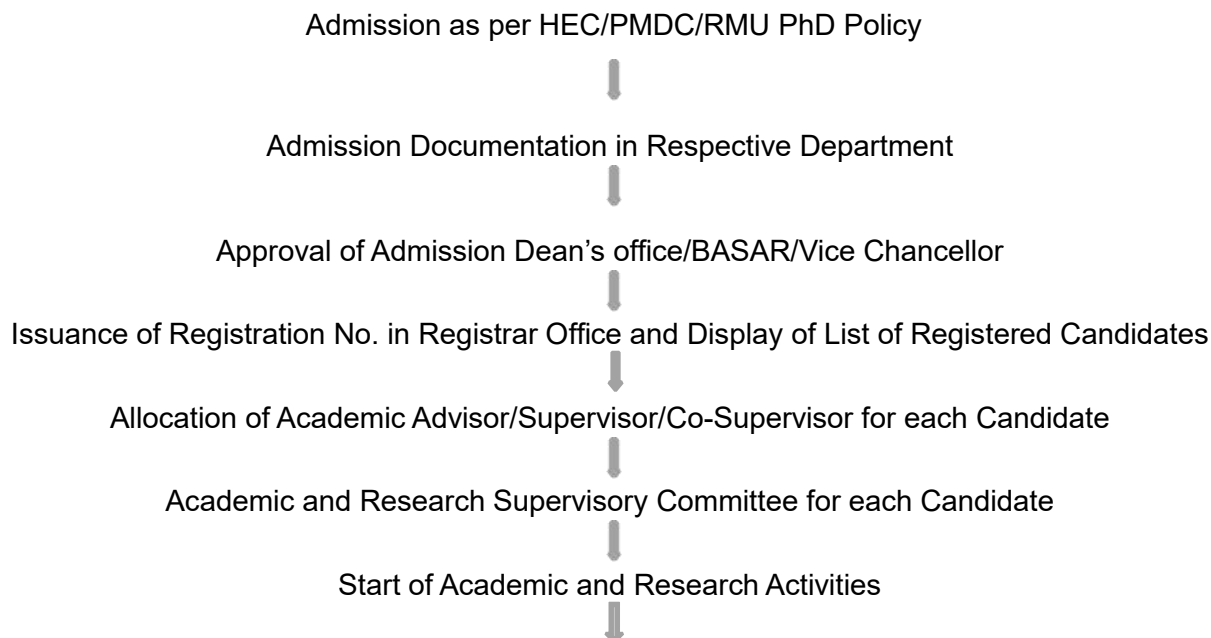 Admission as per HEC/PMDC/RMU PhD Policy
Admission Documentation in Respective Department
Approval of Admission Dean’s office/BASAR/Vice Chancellor
Issuance of Registration No. in Registrar Office and Display of List of Registered Candidates
Allocation of Academic Advisor/Supervisor/Co-Supervisor for each Candidate
Academic and Research Supervisory Committee for each Candidate
Start of Academic and Research Activities